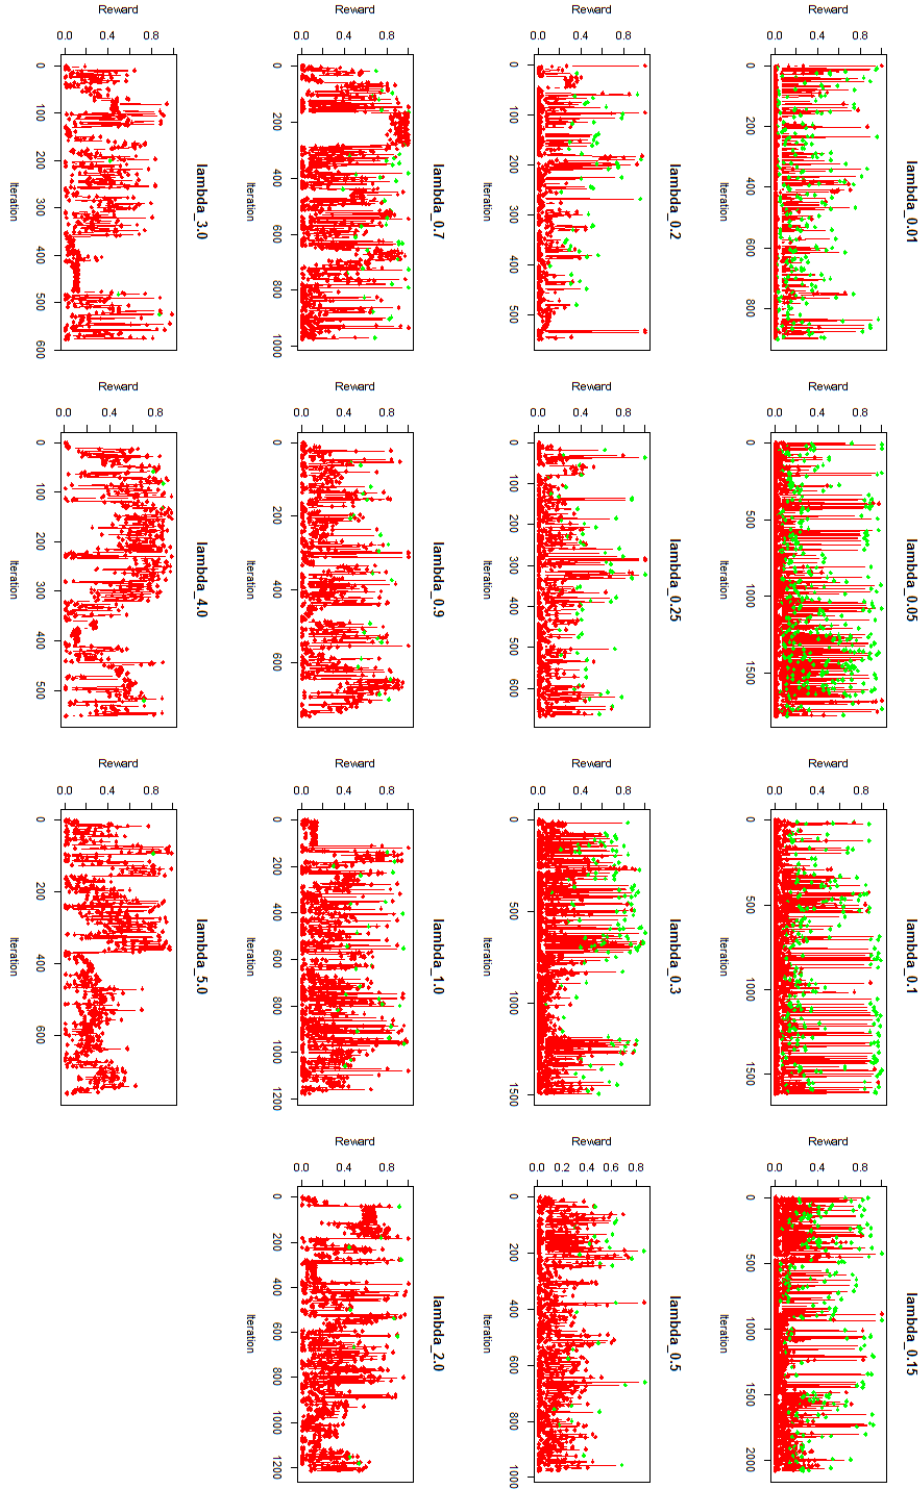 lambda_0.01
Reward
0.0 0.4 0.8
0 200 400 600 800
Iteration
lambda_0.05
Reward
0.0 0.4 0.8
0 500 1000 1500
Iteration
lambda_0.1
Reward
0.0 0.4 0.8
0 500 1000 1500
Iteration
lambda_0.15
Reward
0.0 0.4 0.8
0 500 1000 1500 2000
Iteration
lambda_0.2
Reward
0.0 0.4 0.8
0 100 200 300 400 500
Iteration
lambda_0.25
Reward
0.0 0.4 0.8
0 100 200 300 400 500 600
Iteration
lambda_0.3
Reward
0.0 0.4 0.8
0 500 1000 1500
Iteration
lambda_0.5
Reward
0.0 0.2 0.4 0.6 0.8
0 200 400 600 800 1000
Iteration
lambda_0.7
Reward
0.0 0.4 0.8
0 200 400 600 800 1000
Iteration
lambda_0.9
Reward
0.0 0.4 0.8
0 200 400 600
Iteration
lambda_1.0
Reward
0.0 0.4 0.8
0 200 400 600 800 1000 1200
Iteration
lambda_2.0
Reward
0.0 0.4 0.8
0 200 400 600 800 1000 1200
Iteration
lambda_3.0
Reward
0.0 0.4 0.8
0 100 200 300 400 500 600
Iteration
lambda_4.0
Reward
0.0 0.4 0.8
0 100 200 300 400 500
Iteration
lambda_5.0
Reward
0.0 0.4 0.8
0 200 400 600
Iteration